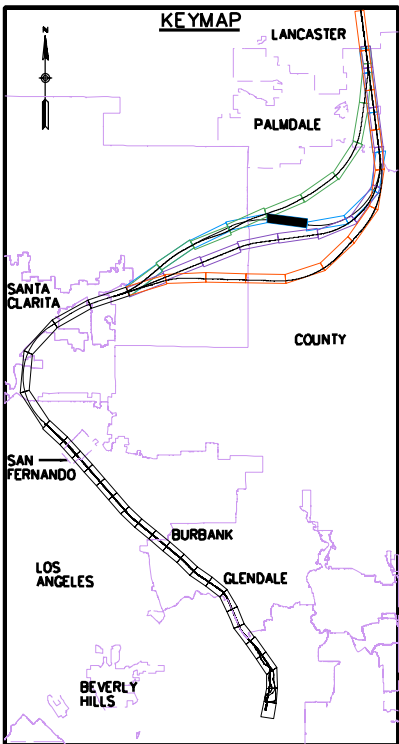 KEYMAP
N
LANCASTER
PALMDALE
SANTA
CLARITA
COUNTY
SAN
FERNANDO
BURBANK
LOS
ANGELES
GLENDALE
BEVERLY
HILLS